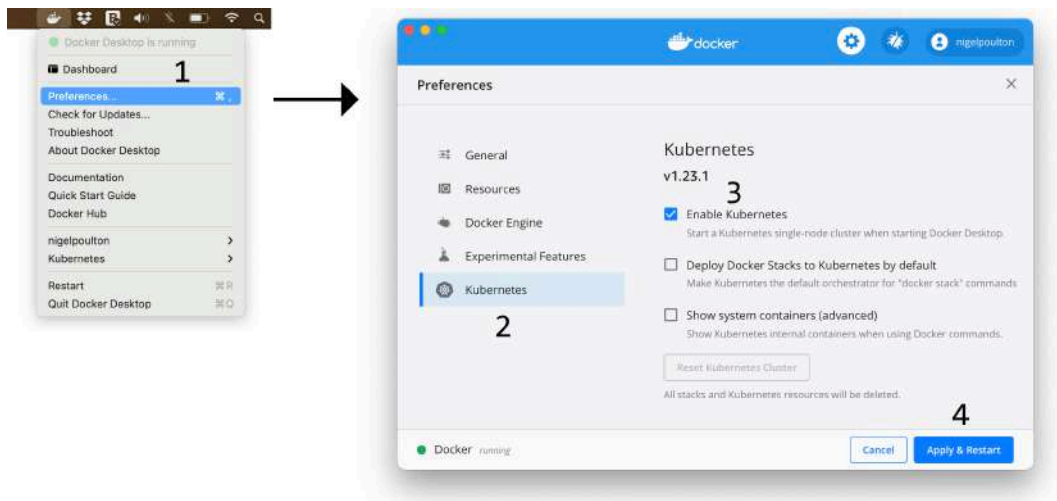 Docker Desktop is running
Dashboard
1
Preferences... ⌘ ,
Check for Updates...
Troubleshoot
About Docker Desktop
Documentation
Quick Start Guide
Docker Hub
nigelpoulton >
Kubernetes >
Restart ⌘ R
Quit Docker Desktop ⌘ Q
docker
nigelpoulton
Preferences
General
Resources
Docker Engine
Experimental Features
Kubernetes
2
Kubernetes
v1.23.1
3
Enable Kubernetes
Start a Kubernetes single-node cluster when starting Docker Desktop.
Deploy Docker Stacks to Kubernetes by default
Make Kubernetes the default orchestrator for "docker stack" commands
Show system containers (advanced)
Show Kubernetes internal containers when using Docker commands.
Reset Kubernetes Cluster
All stacks and Kubernetes resources will be deleted.
4
Docker running
Cancel
Apply & Restart